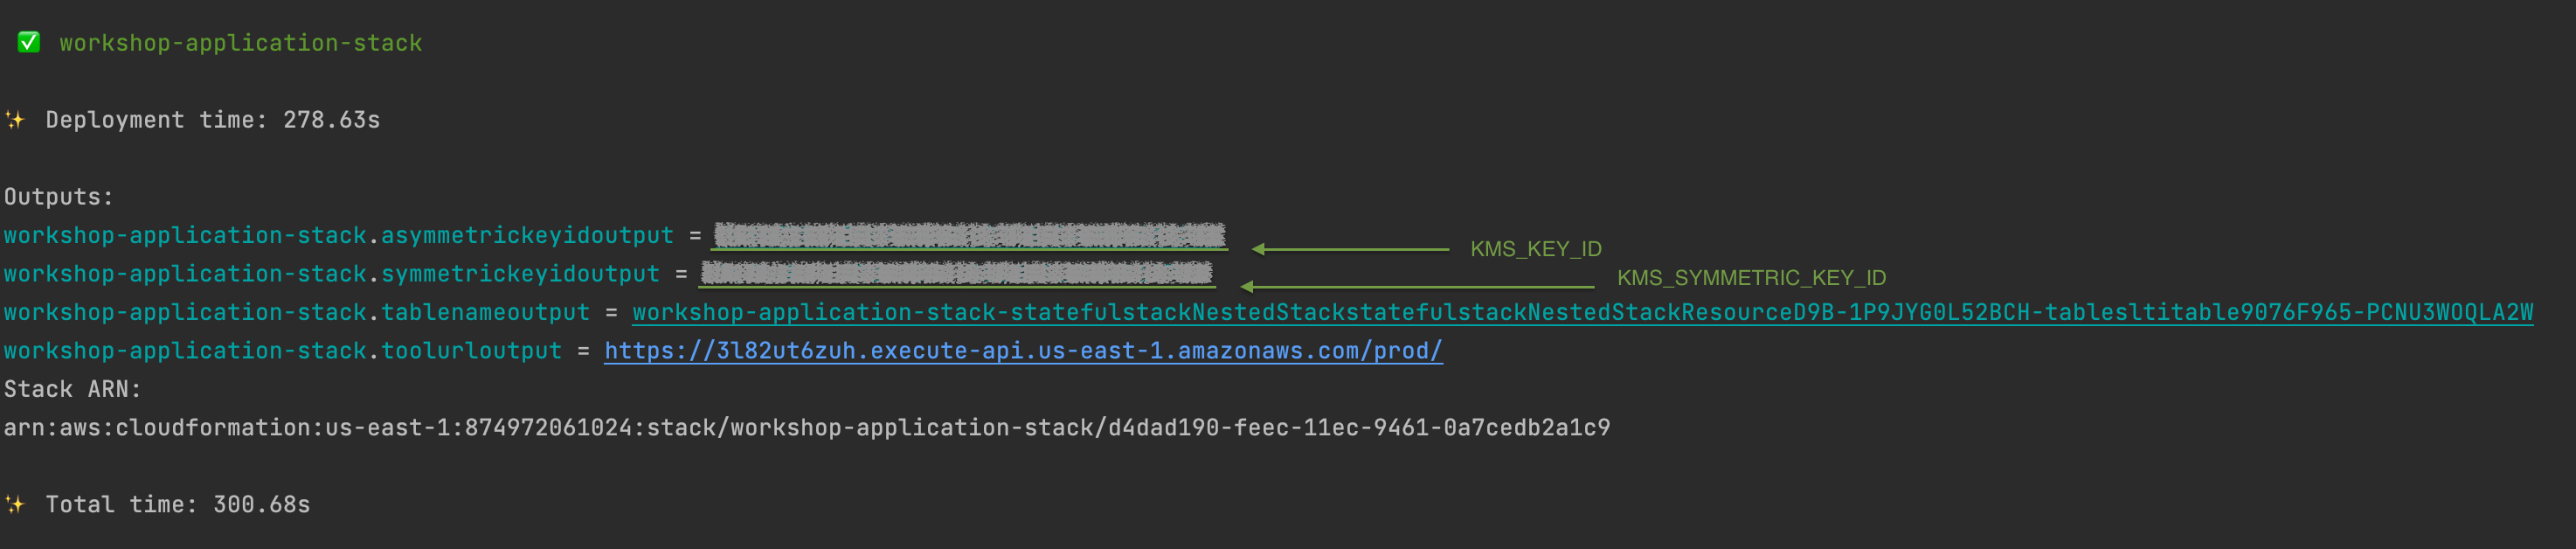 ✅ workshop-application-stack
✨ Deployment time: 278.63s
Outputs:
workshop-application-stack.asymmetrickeyidoutput = KMS_KEY_ID
workshop-application-stack.symmetrickeyidoutput = KMS_SYMMETRIC_KEY_ID
workshop-application-stack.tablenameoutput = workshop-application-stack-statefulstackNestedStackstatefulstackNestedStackResourceD9B-1P9JYG0L52BCH-tablesltitable9076F965-PCNU3WOQLA2W
workshop-application-stack.toolurloutput = https://3l82ut6zuh.execute-api.us-east-1.amazonaws.com/prod/
Stack ARN:
arn:aws:cloudformation:us-east-1:874972061024:stack/workshop-application-stack/d4dad190-feec-11ec-9461-0a7cedb2a1c9
✨ Total time: 300.68s